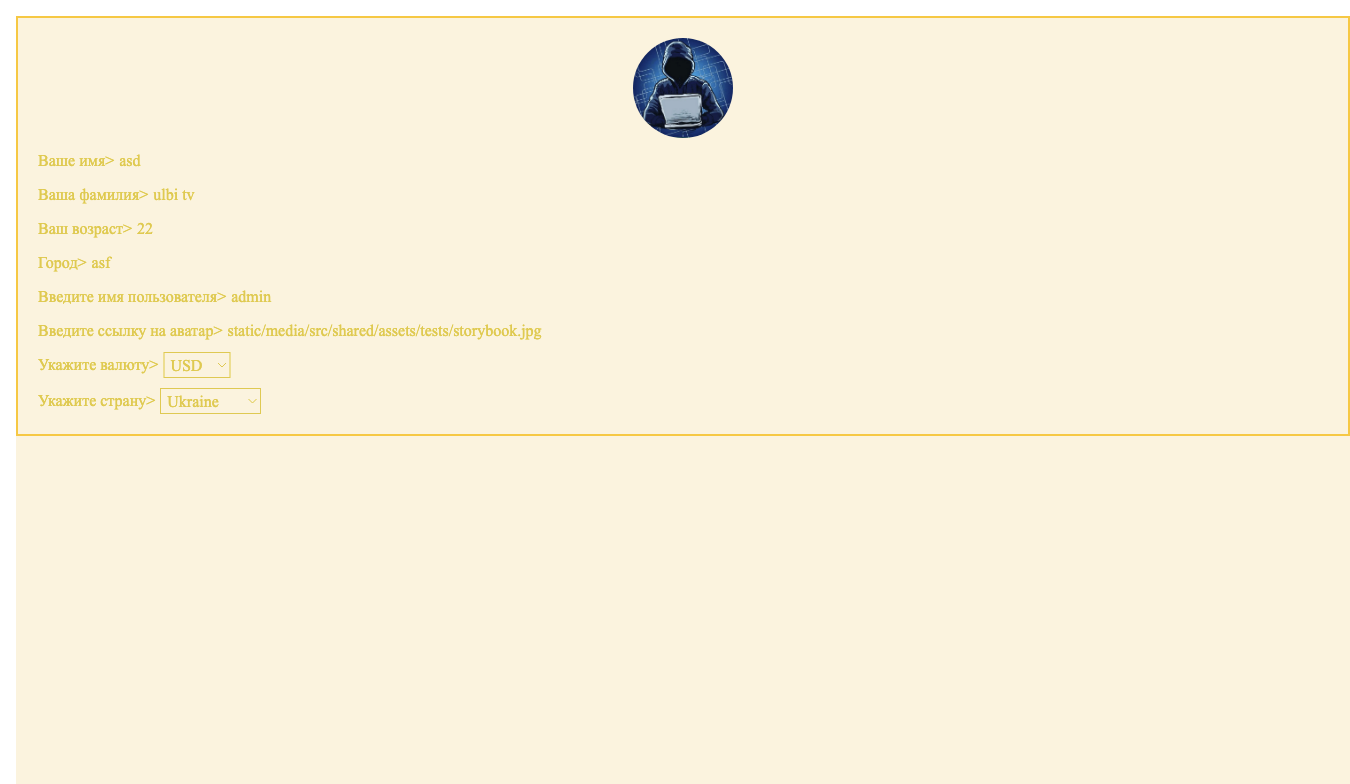 Ваше имя> asd
Ваша фамилия> ulbi tv
Ваш возраст> 22
Город> asf
Введите имя пользователя> admin
Введите ссылку на аватар> static/media/src/shared/assets/tests/storybook.jpg
Укажите валюту> USD
Укажите страну> Ukraine